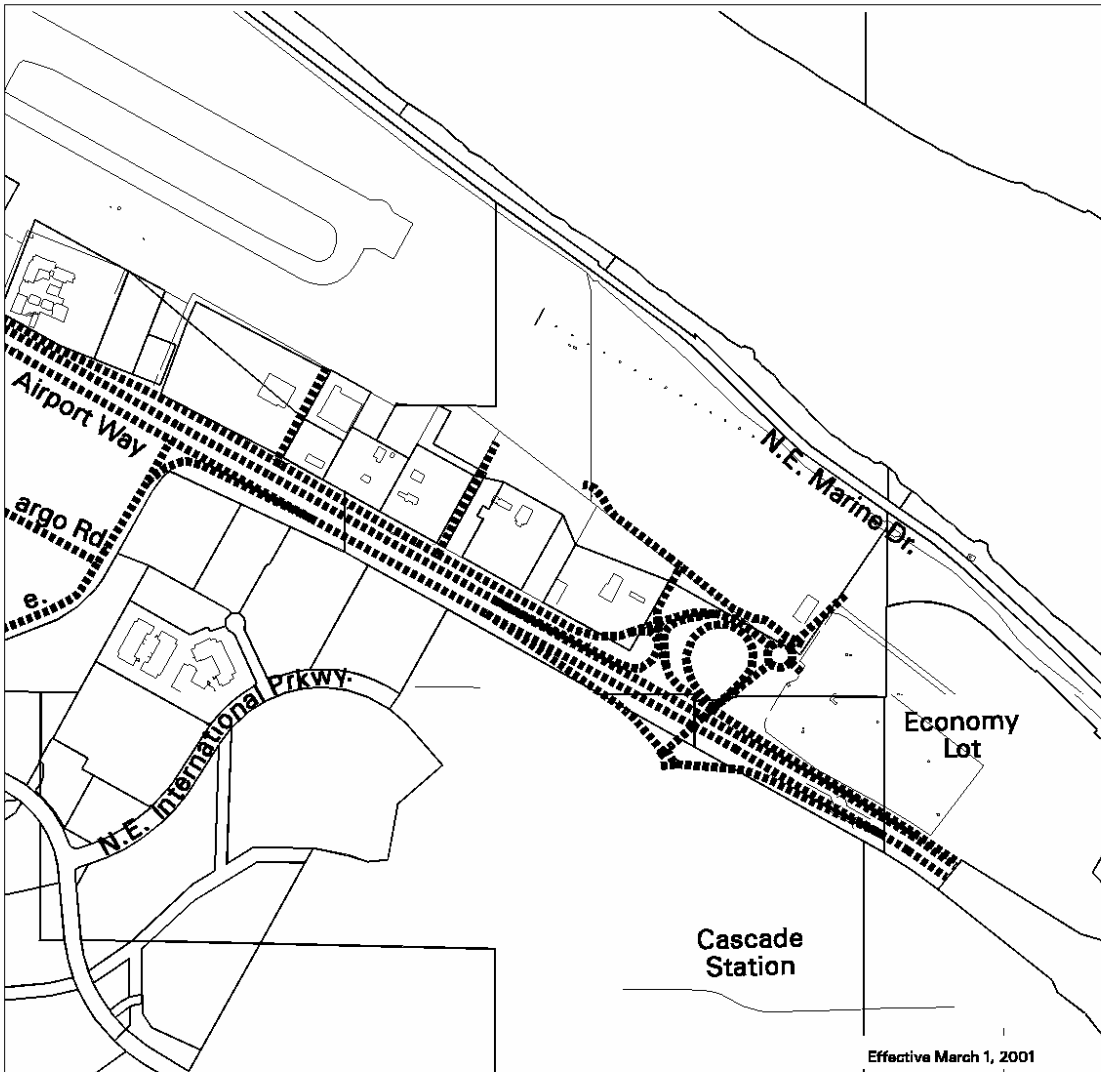 Airport Way
argo Rd
e.
N.E. Marine Dr.
N.E. International Prkwy.
Economy
Lot
Cascade
Station
Effective March 1, 2001